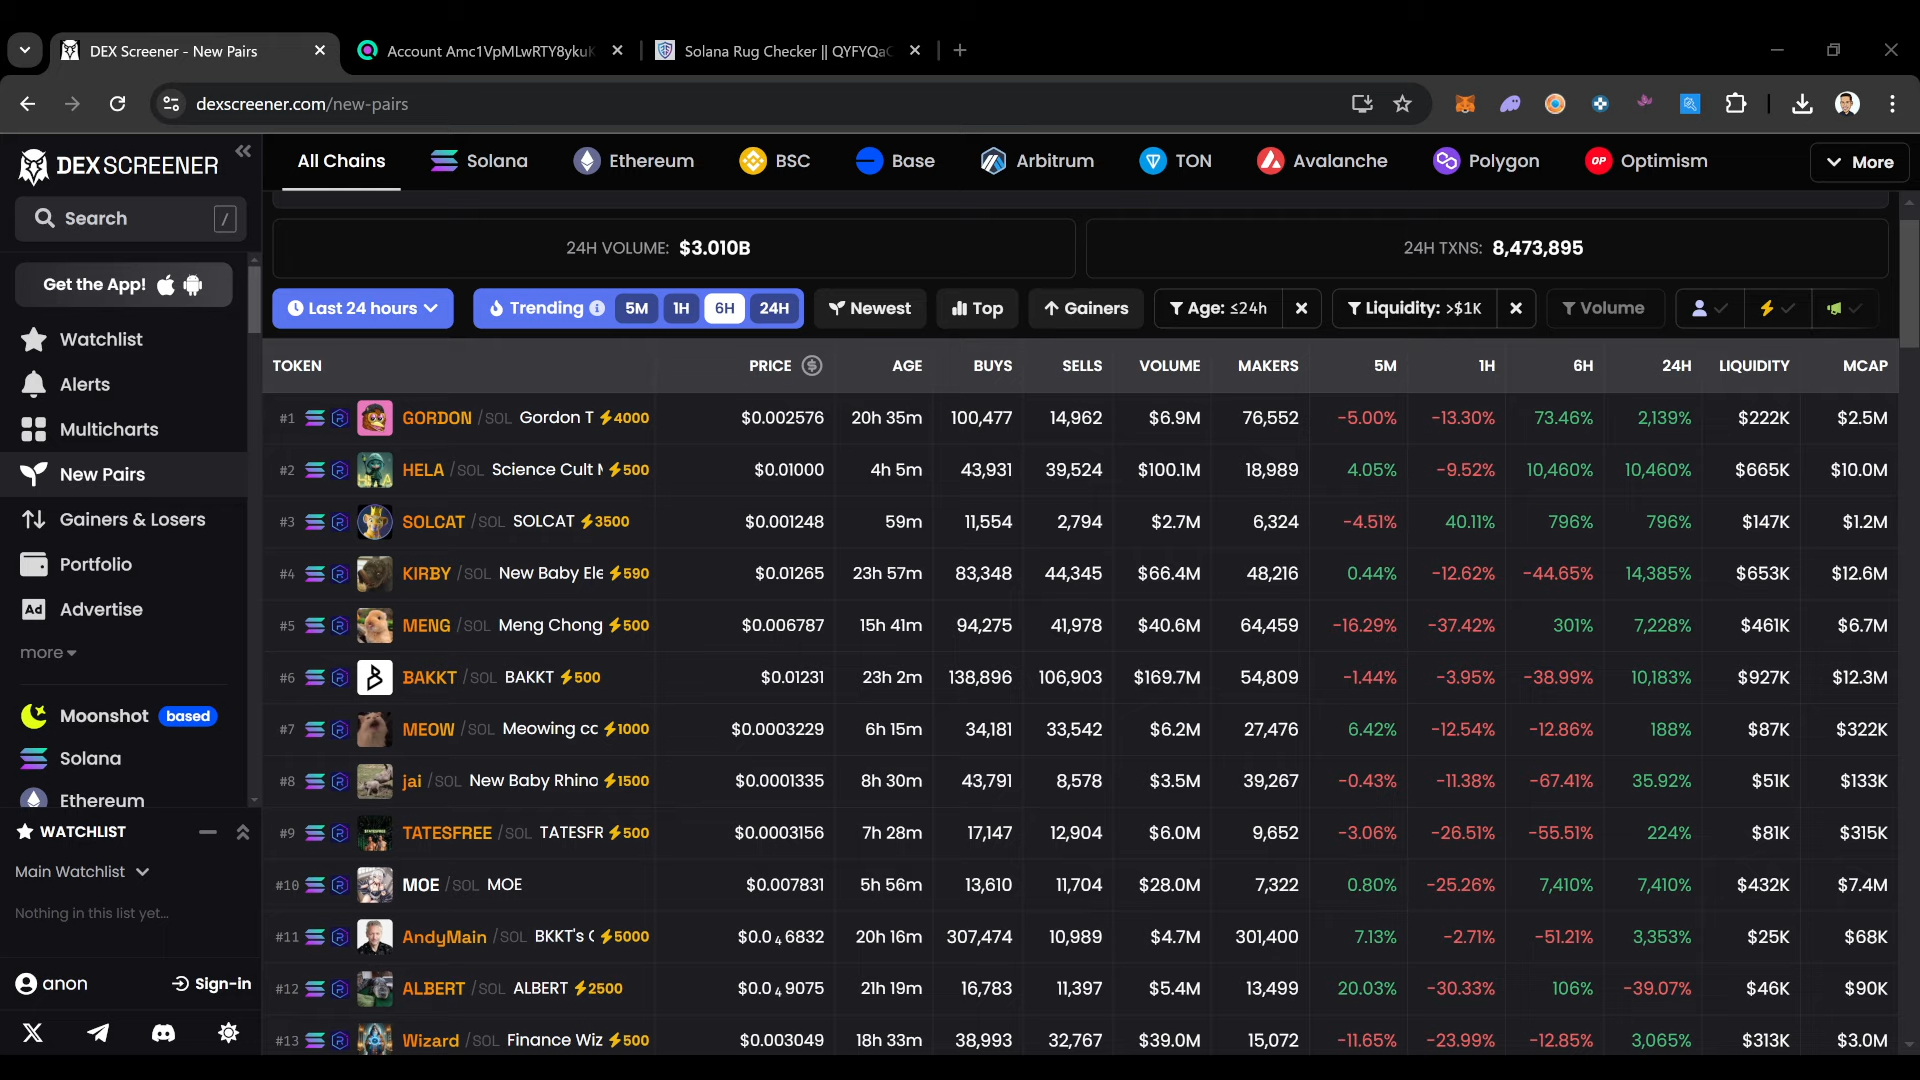 DEX Screener - New Pairs
Account Amc1VpMLwRTY8ykuK
Solana Rug Checker || QYFYQaC
dexscreener.com/new-pairs
DEX SCREENER
Search /
Get the App!
Watchlist
Alerts
Multicharts
New Pairs
Gainers & Losers
Portfolio
Ad Advertise
more
Moonshot based
Solana
Ethereum
WATCHLIST
Main Watchlist
Nothing in this list yet...
anon Sign-in
All Chains Solana Ethereum BSC Base Arbitrum TON Avalanche Polygon OP Optimism More
24H VOLUME: $3.010B 24H TXNS: 8,473,895
Last 24 hours Trending 5M 1H 6H 24H Newest Top Gainers Age: ≤24h Liquidity: >$1K Volume
TOKEN PRICE AGE BUYS SELLS VOLUME MAKERS 5M 1H 6H 24H LIQUIDITY MCAP
#1 GORDON /SOL Gordon T 4000 $0.002576 20h 35m 100,477 14,962 $6.9M 76,552 -5.00% -13.30% 73.46% 2,139% $222K $2.5M
#2 HELA /SOL Science Cult M 500 $0.01000 4h 5m 43,931 39,524 $100.1M 18,989 4.05% -9.52% 10,460% 10,460% $665K $10.0M
#3 SOLCAT /SOL SOLCAT 3500 $0.001248 59m 11,554 2,794 $2.7M 6,324 -4.51% 40.11% 796% 796% $147K $1.2M
#4 KIRBY /SOL New Baby Ele 590 $0.01265 23h 57m 83,348 44,345 $66.4M 48,216 0.44% -12.62% -44.65% 14,385% $653K $12.6M
#5 MENG /SOL Meng Chong 500 $0.006787 15h 41m 94,275 41,978 $40.6M 64,459 -16.29% -37.42% 301% 7,228% $461K $6.7M
#6 BAKKT /SOL BAKKT 500 $0.01231 23h 2m 138,896 106,903 $169.7M 54,809 -1.44% -3.95% -38.99% 10,183% $927K $12.3M
#7 MEOW /SOL Meowing co 1000 $0.0003229 6h 15m 34,181 33,542 $6.2M 27,476 6.42% -12.54% -12.86% 188% $87K $322K
#8 jai /SOL New Baby Rhino 1500 $0.0001335 8h 30m 43,791 8,578 $3.5M 39,267 -0.43% -11.38% -67.41% 35.92% $51K $133K
#9 TATESFREE /SOL TATESFR 500 $0.0003156 7h 28m 17,147 12,904 $6.0M 9,652 -3.06% -26.51% -55.51% 224% $81K $315K
#10 MOE /SOL MOE $0.007831 5h 56m 13,610 11,704 $28.0M 7,322 0.80% -25.26% 7,410% 7,410% $432K $7.4M
#11 AndyMain /SOL BKKT's C 5000 $0.0₄6832 20h 16m 307,474 10,989 $4.7M 301,400 7.13% -2.71% -51.21% 3,353% $25K $68K
#12 ALBERT /SOL ALBERT 2500 $0.0₄9075 21h 19m 16,783 11,397 $5.4M 13,499 20.03% -30.33% 106% -39.07% $46K $90K
#13 Wizard /SOL Finance Wiz 500 $0.003049 18h 33m 38,993 32,767 $39.0M 15,072 -11.65% -23.99% -12.85% 3,065% $313K $3.0M